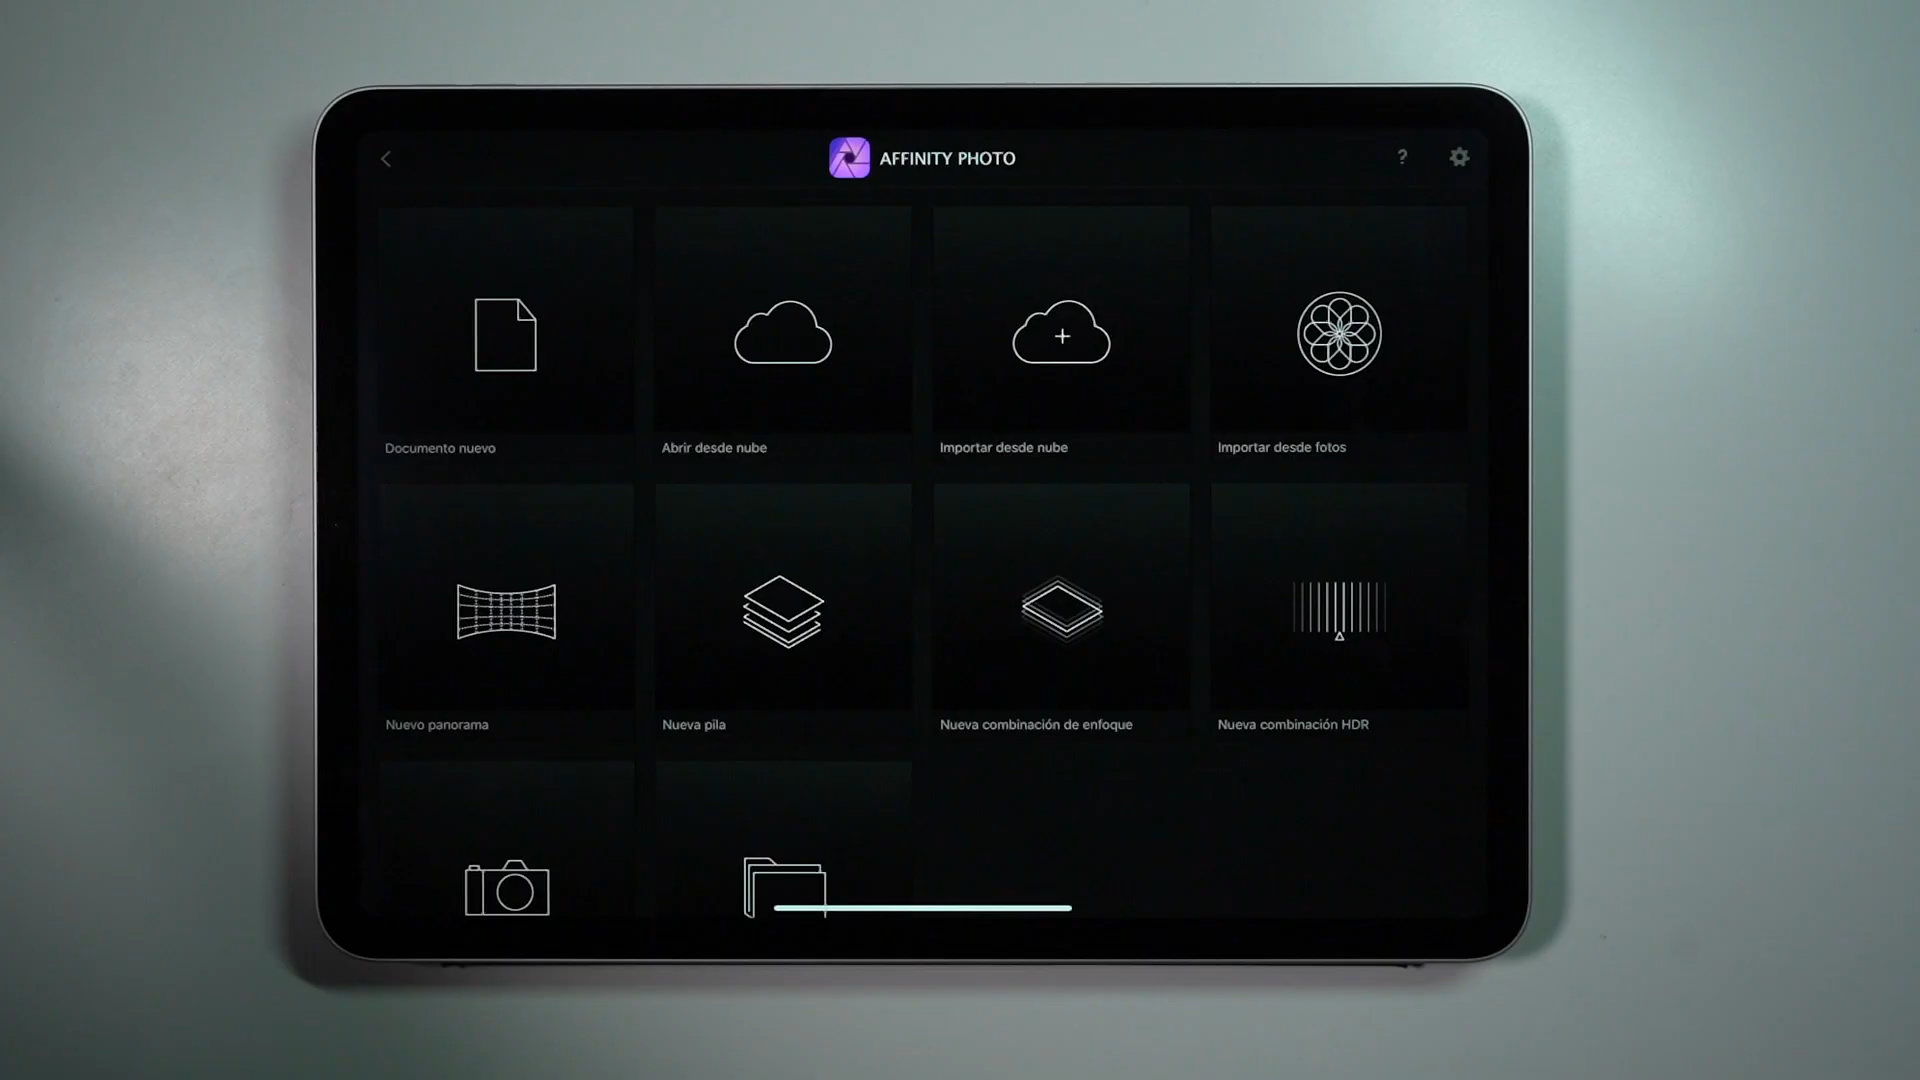 AFFINITY PHOTO
?
Documento nuevo
Abrir desde nube
Importar desde nube
Importar desde fotos
Nuevo panorama
Nueva pila
Nueva combinación de enfoque
Nueva combinación HDR